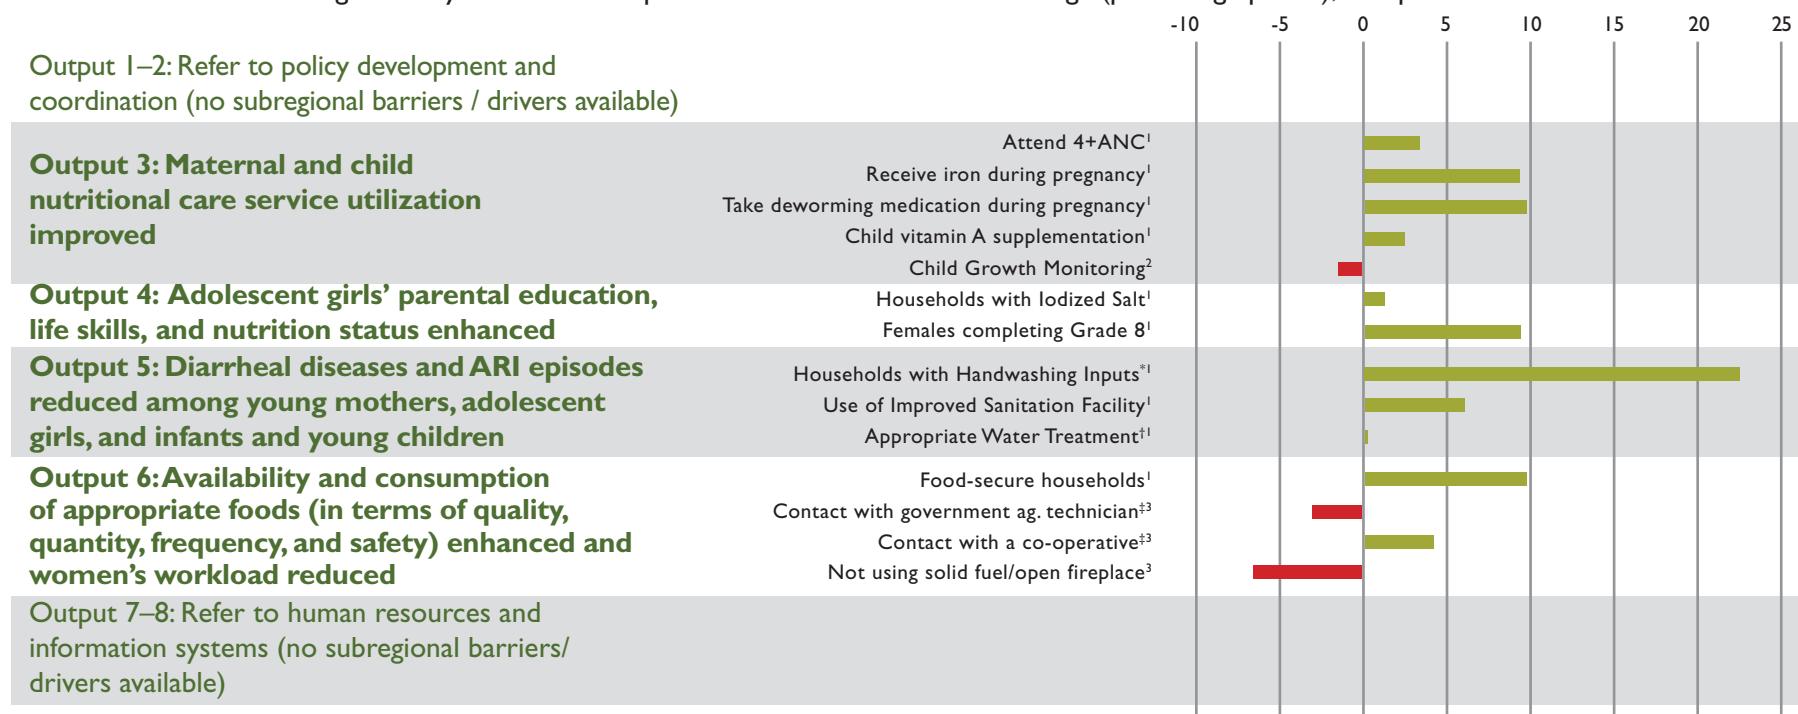 -10 -5 0 5 10 15 20 25
Output 1–2: Refer to policy development and
coordination (no subregional barriers / drivers available)
Output 3: Maternal and child
nutritional care service utilization
improved
Attend 4+ANC¹
Receive iron during pregnancy¹
Take deworming medication during pregnancy¹
Child vitamin A supplementation¹
Child Growth Monitoring²
Output 4: Adolescent girls’ parental education,
life skills, and nutrition status enhanced
Households with Iodized Salt¹
Females completing Grade 8¹
Output 5: Diarrheal diseases and ARI episodes
reduced among young mothers, adolescent
girls, and infants and young children
Households with Handwashing Inputs*¹
Use of Improved Sanitation Facility¹
Appropriate Water Treatment†¹
Output 6: Availability and consumption
of appropriate foods (in terms of quality,
quantity, frequency, and safety) enhanced and
women’s workload reduced
Food-secure households¹
Contact with government ag. technician‡³
Contact with a co-operative‡³
Not using solid fuel/open fireplace³
Output 7–8: Refer to human resources and
information systems (no subregional barriers/
drivers available)